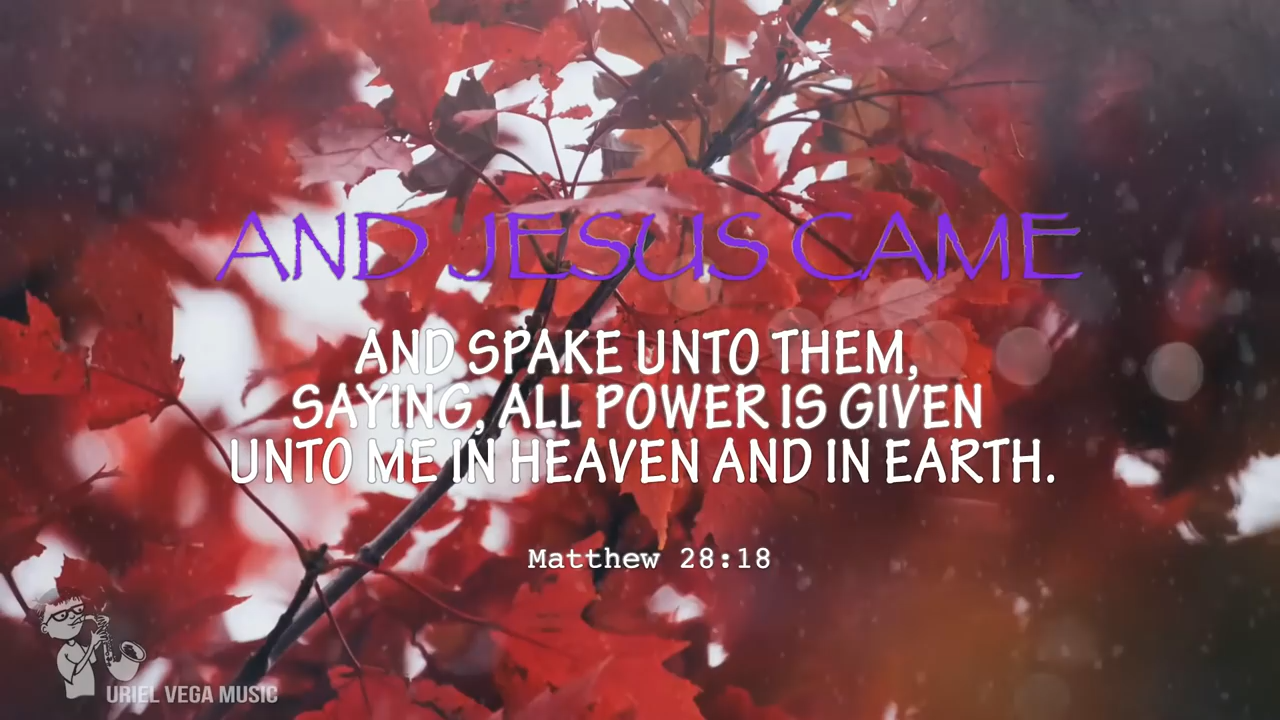 AND JESUS CAME
AND SPAKE UNTO THEM,
SAYING, ALL POWER IS GIVEN
UNTO ME IN HEAVEN AND IN EARTH.
Matthew 28:18
URIEL VEGA MUSIC